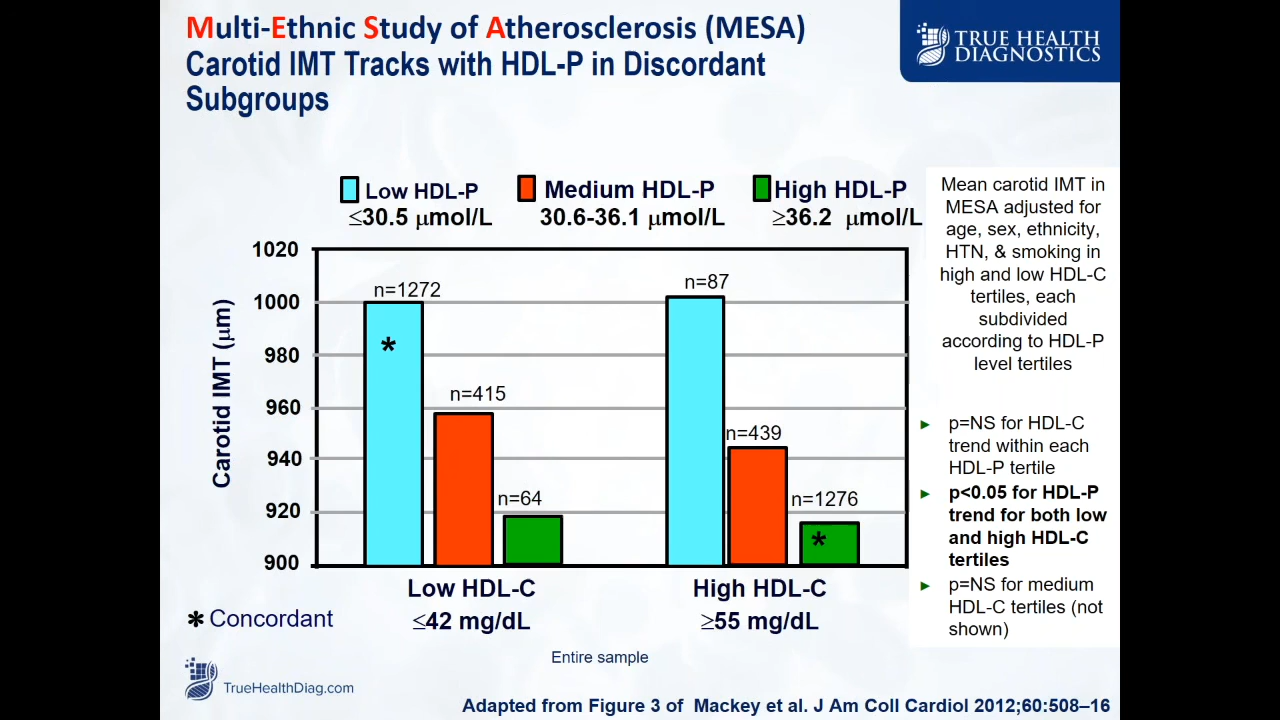 Multi-Ethnic Study of Atherosclerosis (MESA)
Carotid IMT Tracks with HDL-P in Discordant
Subgroups
TRUE HEALTH
DIAGNOSTICS
Low HDL-P
≤30.5 μmol/L
Medium HDL-P
30.6-36.1 μmol/L
High HDL-P
≥36.2 μmol/L
Carotid IMT (μm)
1020
1000
980
960
940
920
900
n=1272
*
n=415
n=64
n=87
n=439
n=1276
*
Low HDL-C
≤42 mg/dL
High HDL-C
≥55 mg/dL
* Concordant
Entire sample
Mean carotid IMT in
MESA adjusted for
age, sex, ethnicity,
HTN, & smoking in
high and low HDL-C
tertiles, each
subdivided
according to HDL-P
level tertiles
► p=NS for HDL-C
trend within each
HDL-P tertile
► p<0.05 for HDL-P
trend for both low
and high HDL-C
tertiles
► p=NS for medium
HDL-C tertiles (not
shown)
TrueHealthDiag.com
Adapted from Figure 3 of Mackey et al. J Am Coll Cardiol 2012;60:508–16